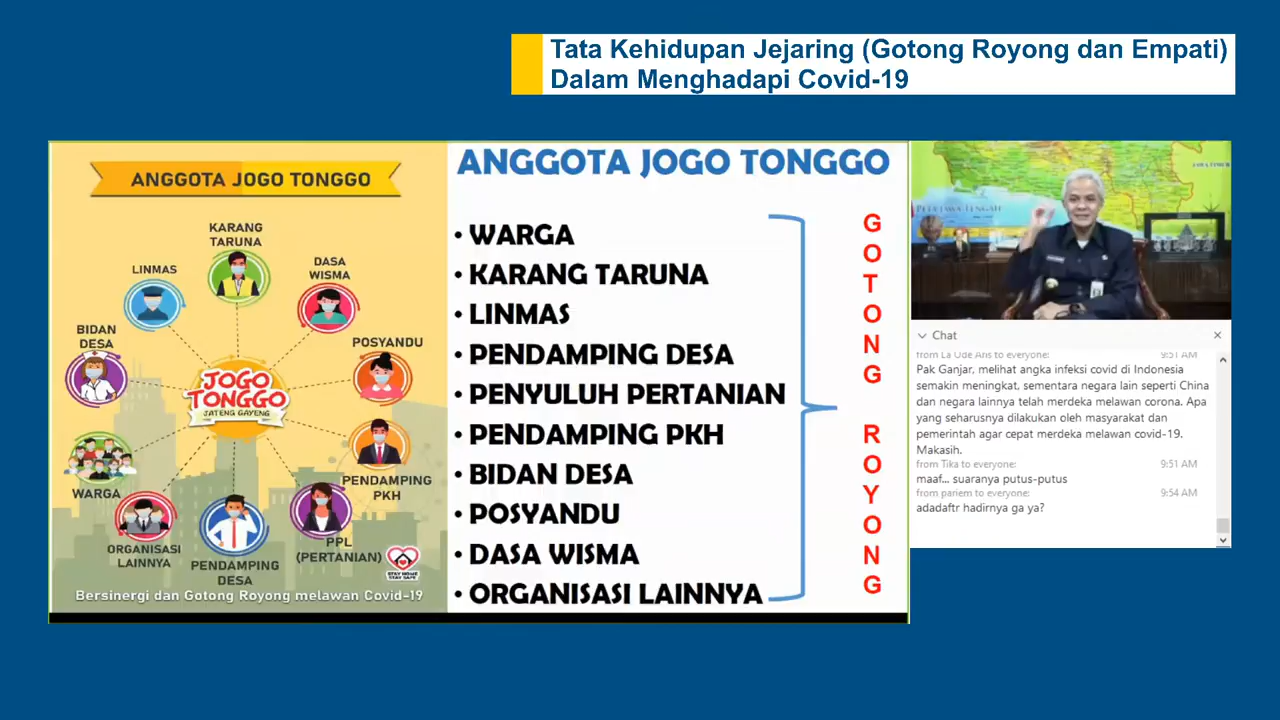 Tata Kehidupan Jejaring (Gotong Royong dan Empati)
Dalam Menghadapi Covid-19
ANGGOTA JOGO TONGGO
KARANG
TARUNA
LINMAS
DASA
WISMA
BIDAN
DESA
POSYANDU
JOGO
TONGGO
JATENG GAYENG
WARGA
PENDAMPING
PKH
ORGANISASI
LAINNYA
PENDAMPING
DESA
PPL
(PERTANIAN)
STAY HOME
STAY SAFE
Bersinergi dan Gotong Royong melawan Covid-19
ANGGOTA JOGO TONGGO
• WARGA
• KARANG TARUNA
• LINMAS
• PENDAMPING DESA
• PENYULUH PERTANIAN
• PENDAMPING PKH
• BIDAN DESA
• POSYANDU
• DASA WISMA
• ORGANISASI LAINNYA
GOTONG ROYONG
JAWA TIMUR
Chat
from La Ode Aris to everyone: 9:51 AM
Pak Ganjar, melihat angka infeksi covid di Indonesia
semakin meningkat, sementara negara lain seperti China
dan negara lainnya telah merdeka melawan corona. Apa
yang seharusnya dilakukan oleh masyarakat dan
pemerintah agar cepat merdeka melawan covid-19.
Makasih.
from Tika to everyone: 9:51 AM
maaf... suaranya putus-putus
from pariem to everyone: 9:54 AM
adadaftr hadirnya ga ya?